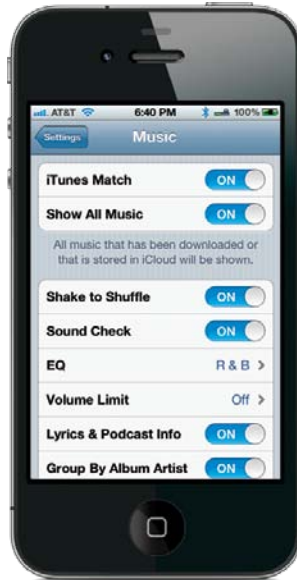 AT&T 6:40 PM 100%
Settings Music
iTunes Match ON
Show All Music ON
All music that has been downloaded or
that is stored in iCloud will be shown.
Shake to Shuffle ON
Sound Check ON
EQ R & B >
Volume Limit Off >
Lyrics & Podcast Info ON
Group By Album Artist ON